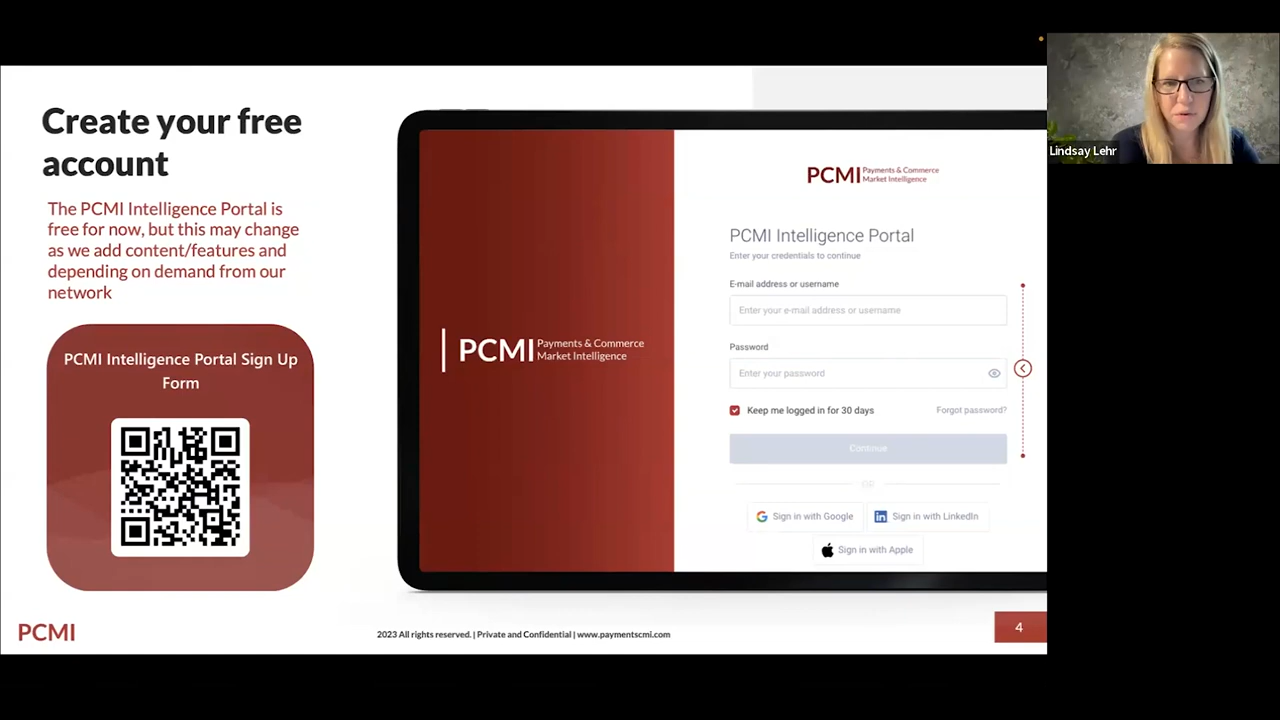 Create your free
account
The PCMI Intelligence Portal is
free for now, but this may change
as we add content/features and
depending on demand from our
network
PCMI Intelligence Portal Sign Up
Form
PCMI
PCMI Payments & Commerce
Market Intelligence
PCMI Payments & Commerce
Market Intelligence
PCMI Intelligence Portal
Enter your credentials to continue
E-mail address or username
Enter your e-mail address or username
Password
Enter your password
Keep me logged in for 30 days
Forgot password?
Continue
OR
Sign in with Google
Sign in with LinkedIn
Sign in with Apple
2023 All rights reserved. | Private and Confidential | www.paymentscmi.com
4
Lindsay Lehr